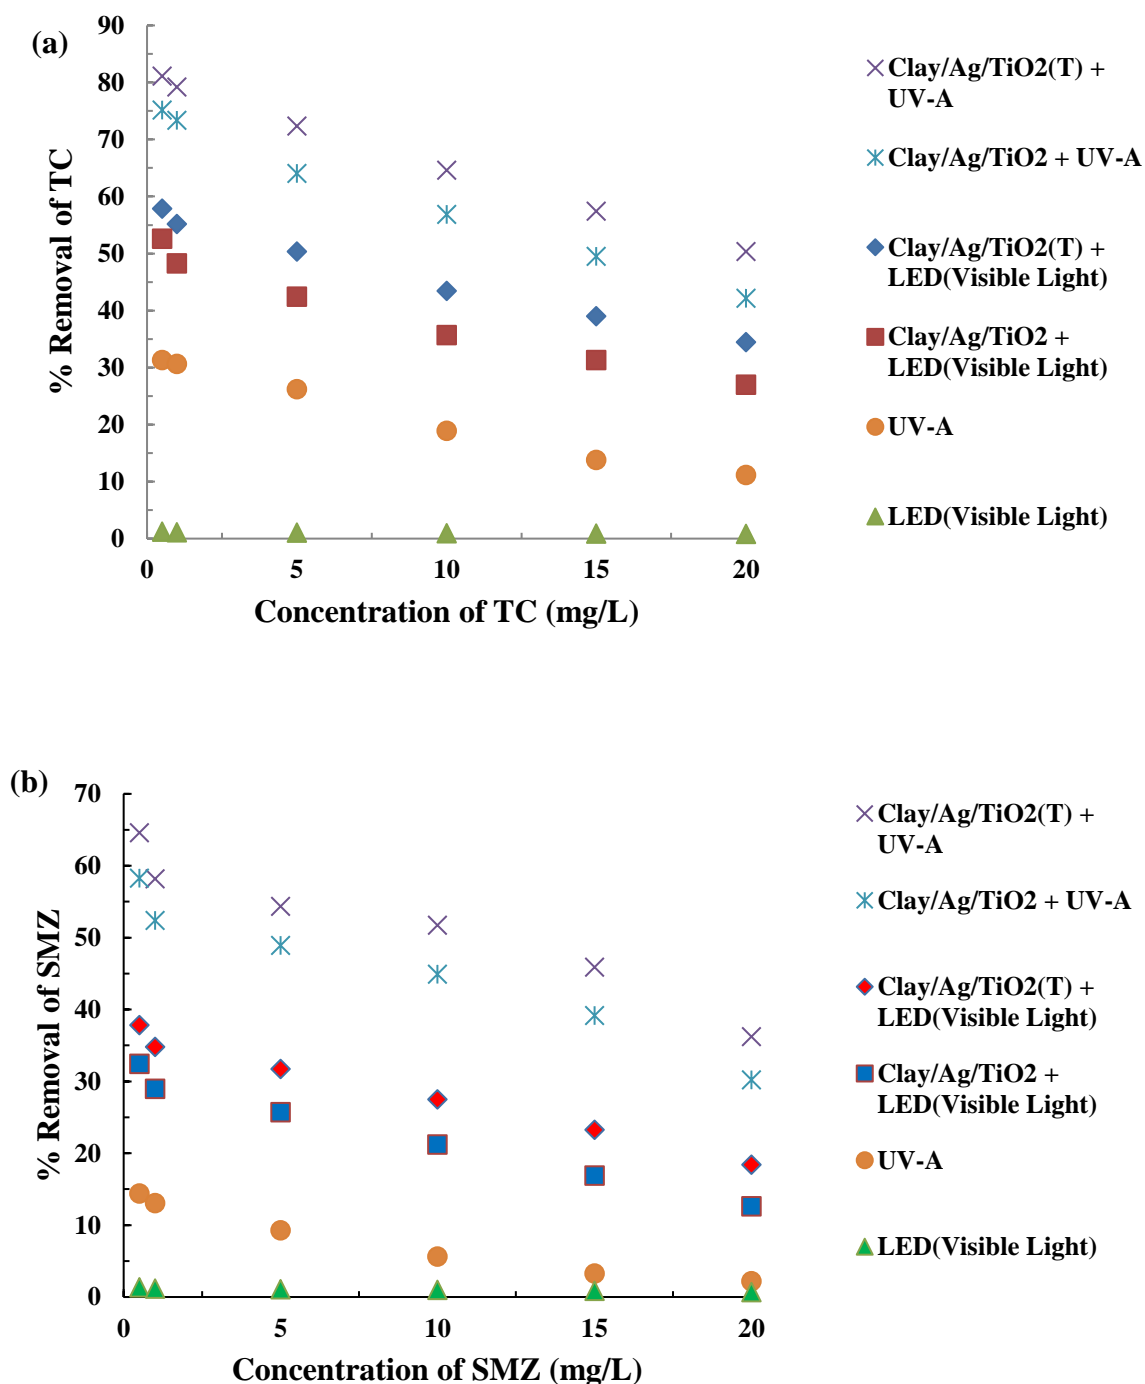 (a)
90
80
70
60
50
40
30
20
10
0
% Removal of TC
0 5 10 15 20
Concentration of TC (mg/L)
Clay/Ag/TiO2(T) +
UV-A
Clay/Ag/TiO2 + UV-A
Clay/Ag/TiO2(T) +
LED(Visible Light)
Clay/Ag/TiO2 +
LED(Visible Light)
UV-A
LED(Visible Light)
(b)
70
60
50
40
30
20
10
0
% Removal of SMZ
0 5 10 15 20
Concentration of SMZ (mg/L)
Clay/Ag/TiO2(T) +
UV-A
Clay/Ag/TiO2 + UV-A
Clay/Ag/TiO2(T) +
LED(Visible Light)
Clay/Ag/TiO2 +
LED(Visible Light)
UV-A
LED(Visible Light)